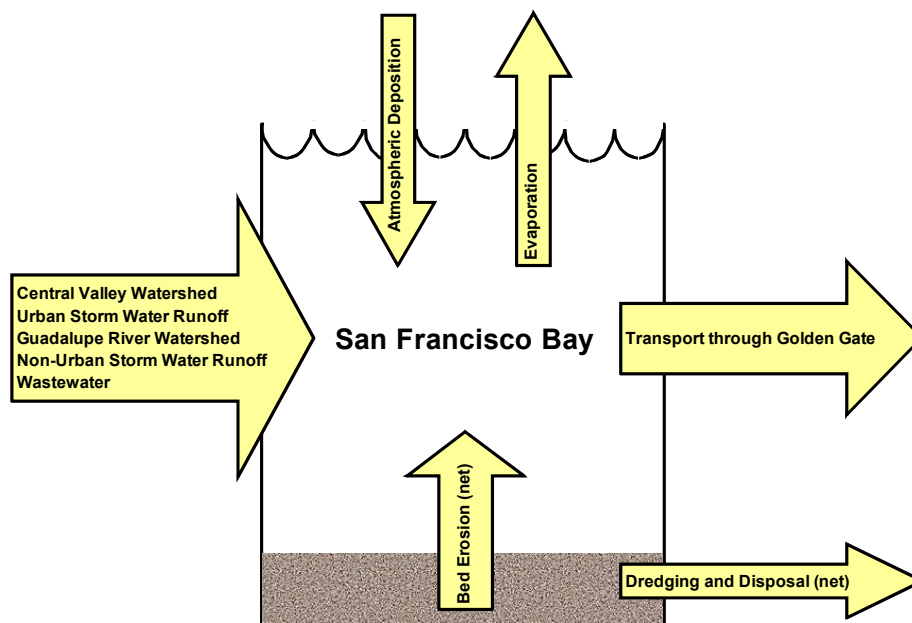 Atmospheric Deposition
Evaporation
Central Valley Watershed
Urban Storm Water Runoff
Guadalupe River Watershed
Non-Urban Storm Water Runoff
Wastewater
San Francisco Bay
Transport through Golden Gate
Bed Erosion (net)
Dredging and Disposal (net)